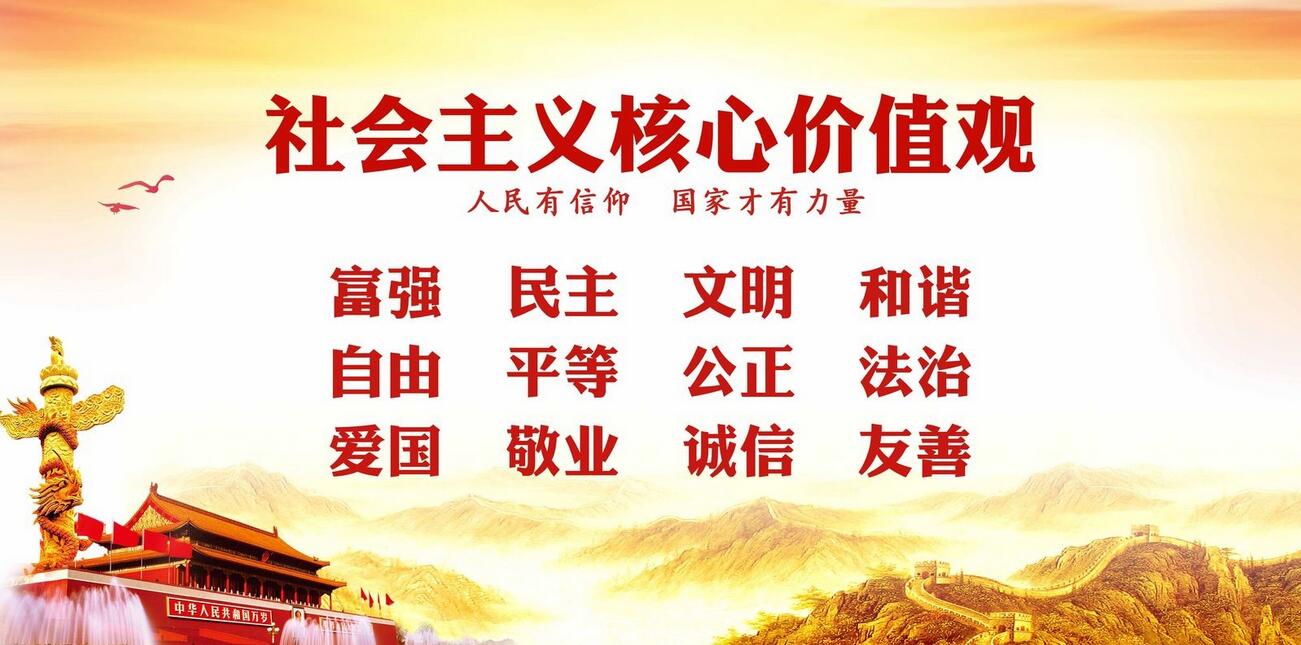 社会主义核心价值观
人民有信仰 国家才有力量
富强 民主 文明 和谐
自由 平等 公正 法治
爱国 敬业 诚信 友善
中华人民共和国万岁